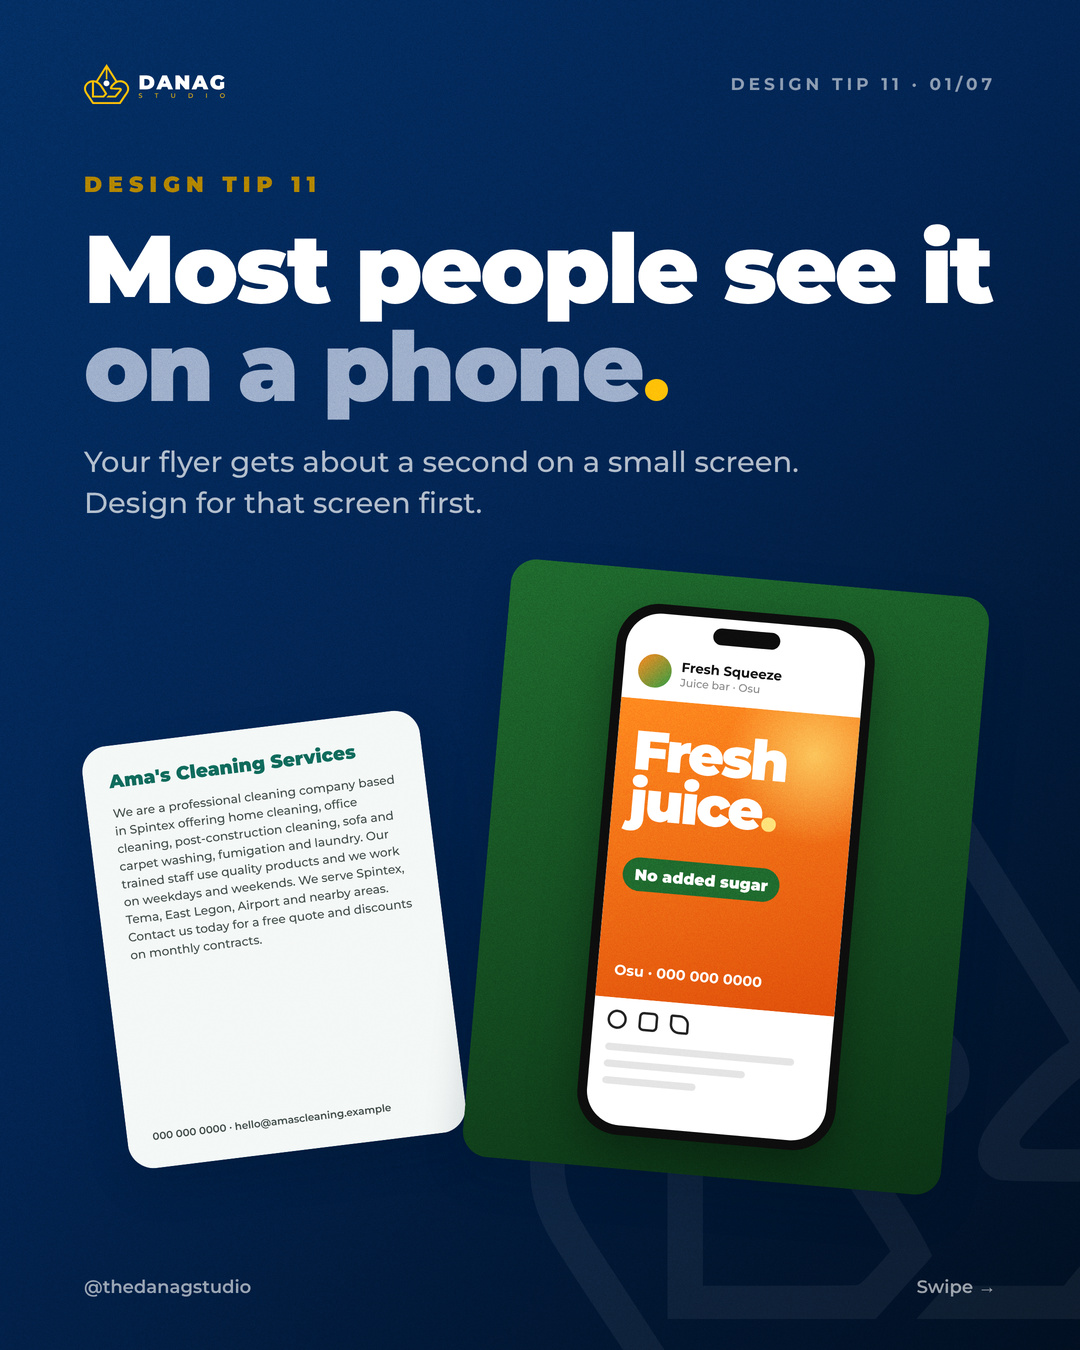 DANAG
STUDIO
DESIGN TIP 11 · 01/07
DESIGN TIP 11
Most people see it
on a phone.
Your flyer gets about a second on a small screen.
Design for that screen first.
Ama's Cleaning Services
We are a professional cleaning company based
in Spintex offering home cleaning, office
cleaning, post-construction cleaning, sofa and
carpet washing, fumigation and laundry. Our
trained staff use quality products and we work
on weekdays and weekends. We serve Spintex,
Tema, East Legon, Airport and nearby areas.
Contact us today for a free quote and discounts
on monthly contracts.
000 000 0000 · hello@amascleaning.example
Fresh Squeeze
Juice bar · Osu
Fresh
juice.
No added sugar
Osu · 000 000 0000
@thedanagstudio
Swipe →